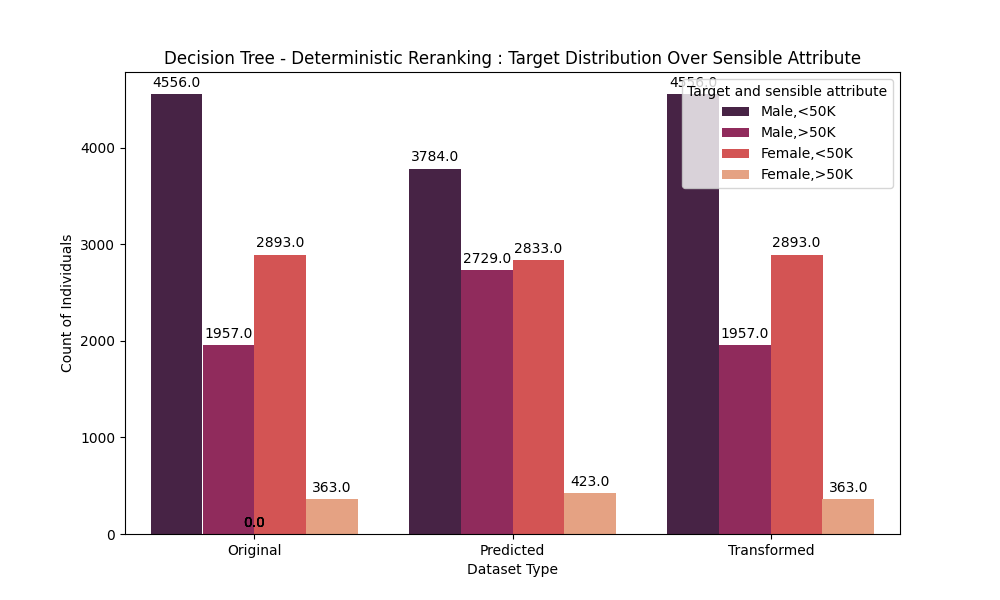 Decision Tree - Deterministic Reranking : Target Distribution Over Sensible Attribute
4556.0
1957.0
2893.0
363.0
0.0
3784.0
2729.0
2833.0
423.0
4556.0
1957.0
2893.0
363.0
Target and sensible attribute
Male,<50K
Male,>50K
Female,<50K
Female,>50K
4000
3000
2000
1000
0
Count of Individuals
Original
Predicted
Transformed
Dataset Type